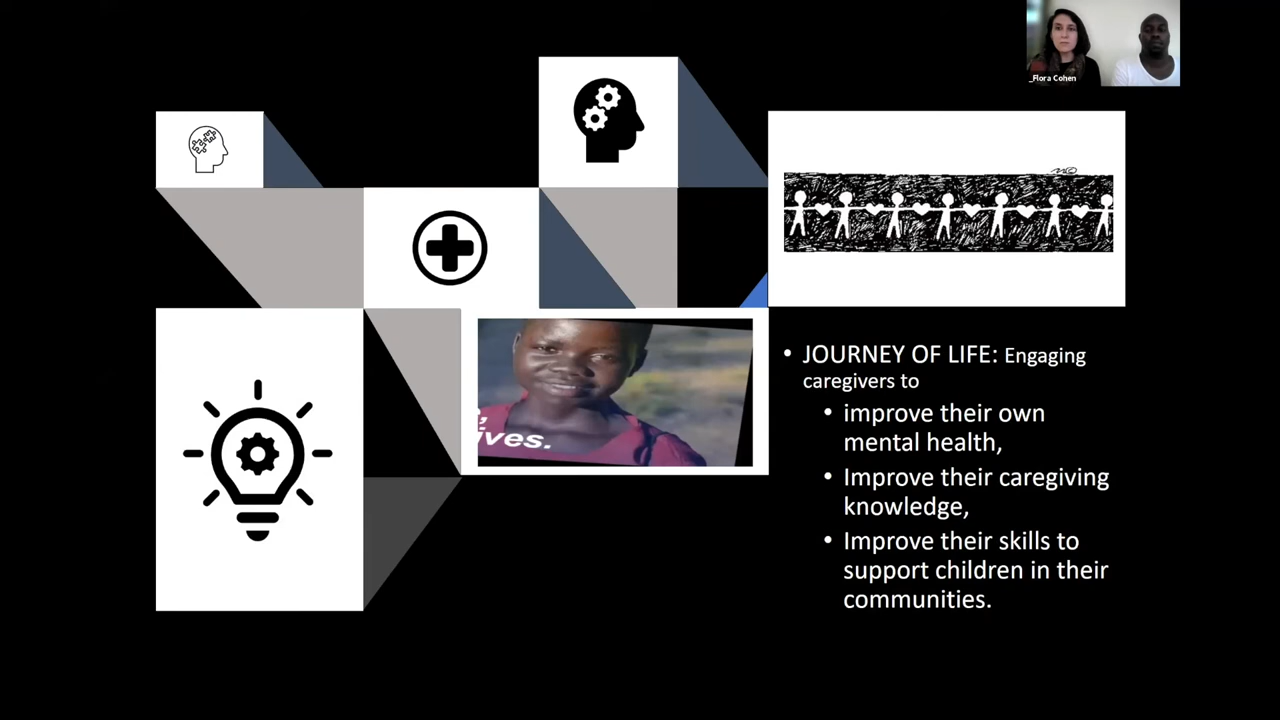 _Flora Cohen
• JOURNEY OF LIFE: Engaging
caregivers to
• improve their own
mental health,
• Improve their caregiving
knowledge,
• Improve their skills to
support children in their
communities.
ives.